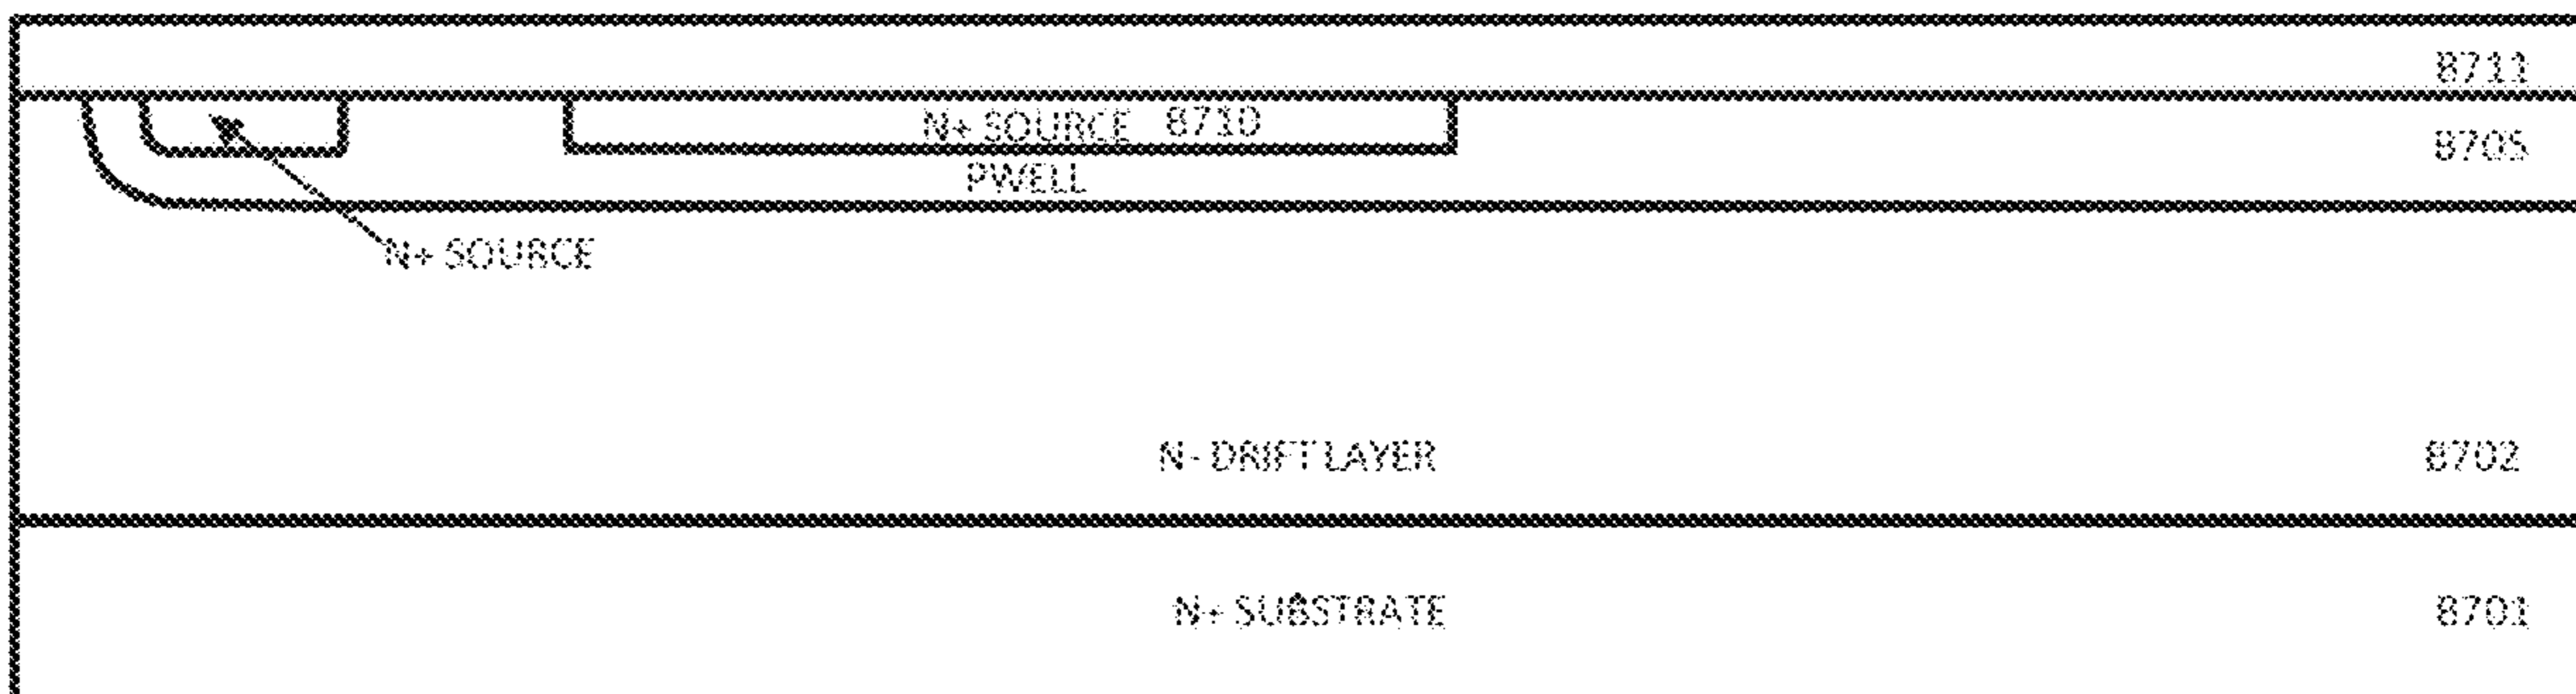 8711
N+ SOURCE 8710
8705
PWELL
N+ SOURCE
N- DRIFT LAYER 8702
N+ SUBSTRATE 8701